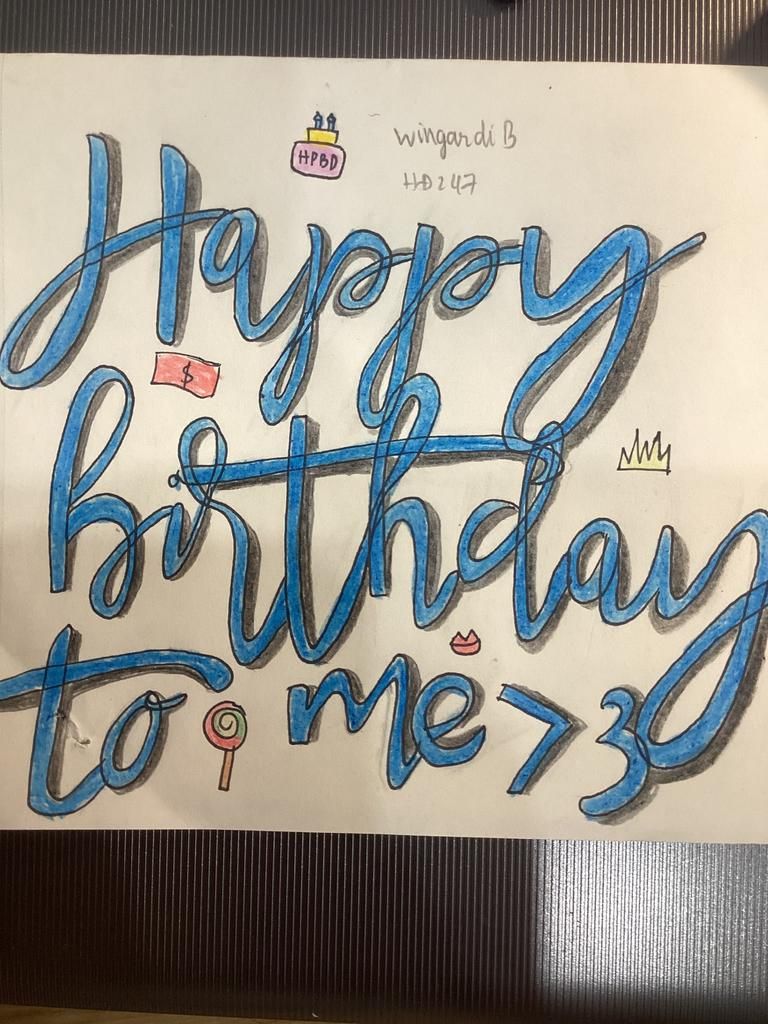 HPBD
wingardi B
HD247
Happy
$
birthday
to me >3